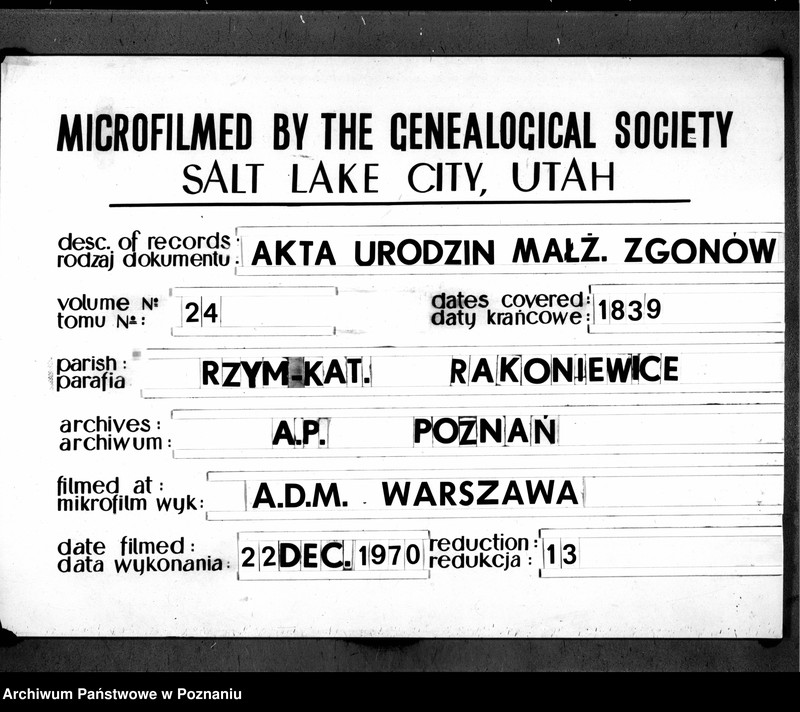 MICROFILMED BY THE GENEALOGICAL SOCIETY
SALT LAKE CITY, UTAH
desc. of records :
rodzaj dokumentu : AKTA URODZIN MAŁŻ. ZGONÓW
volume Nº
tomu Nº : 24
dates covered :
daty krańcowe : 1839
parish :
parafia RZYM-KAT. RAKONIEWICE
archives :
archiwum : A.P. POZNAŃ
filmed at :
mikrofilm wyk : A.D.M. WARSZAWA
date filmed :
data wykonania : 22 DEC. 1970
reduction :
redukcja : 13
Archiwum Państwowe w Poznaniu